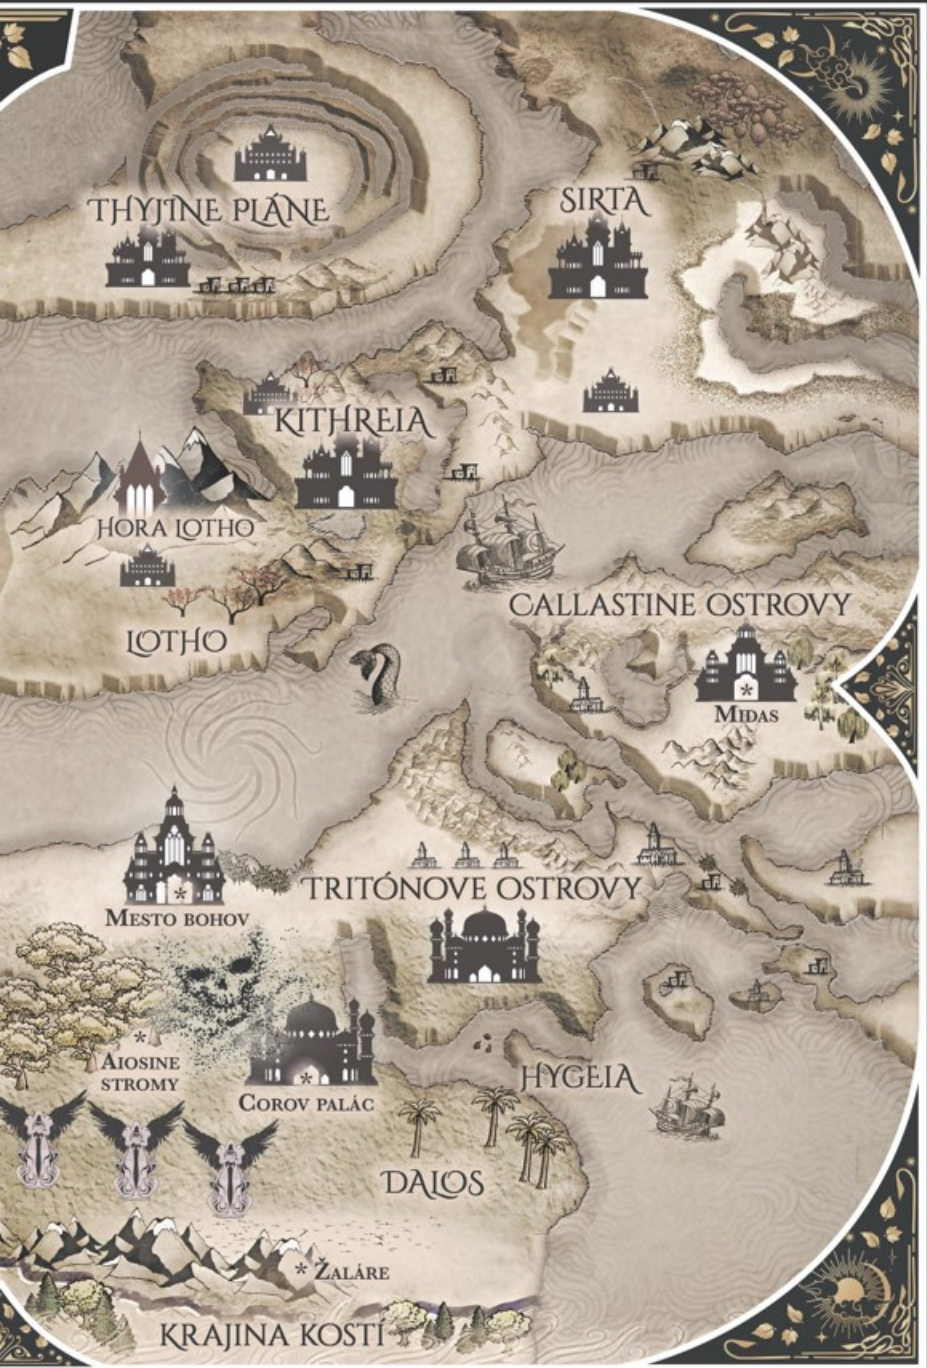 THYJINE PLÁNE
SIRTA
KITHREIA
HORA LOTHO
LOTHO
CALLASTINE OSTROVY
MIDAS
MESTO BOHOV
TRITÓNOVE OSTROVY
AIOSINE
STROMY
COROV PALÁC
HYGEIA
DALOS
ŽALÁRE
KRAJINA KOSTÍ